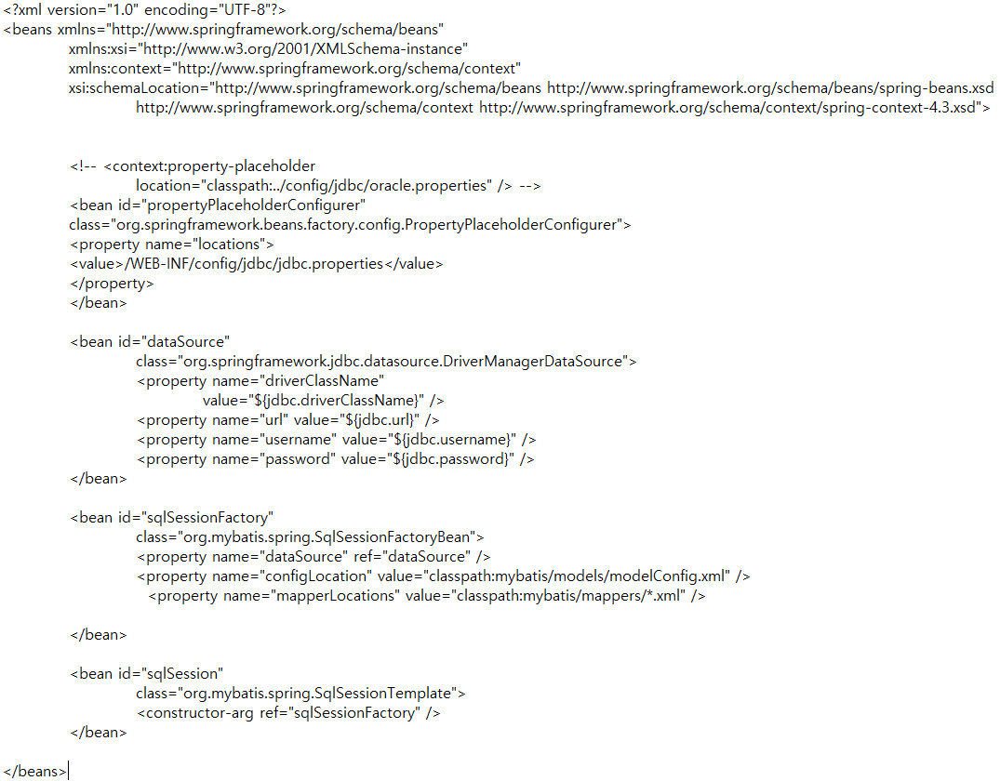 <?xml version="1.0" encoding="UTF-8"?>
<beans xmlns="http://www.springframework.org/schema/beans"
xmlns:xsi="http://www.w3.org/2001/XMLSchema-instance"
xmlns:context="http://www.springframework.org/schema/context"
xsi:schemaLocation="http://www.springframework.org/schema/beans http://www.springframework.org/schema/beans/spring-beans.xsd
http://www.springframework.org/schema/context http://www.springframework.org/schema/context/spring-context-4.3.xsd">
<!-- <context:property-placeholder
location="classpath:../config/jdbc/oracle.properties" /> -->
<bean id="propertyPlaceholderConfigurer"
class="org.springframework.beans.factory.config.PropertyPlaceholderConfigurer">
<property name="locations">
<value>/WEB-INF/config/jdbc/jdbc.properties</value>
</property>
</bean>
<bean id="dataSource"
class="org.springframework.jdbc.datasource.DriverManagerDataSource">
<property name="driverClassName"
value="${jdbc.driverClassName}" />
<property name="url" value="${jdbc.url}" />
<property name="username" value="${jdbc.username}" />
<property name="password" value="${jdbc.password}" />
</bean>
<bean id="sqlSessionFactory"
class="org.mybatis.spring.SqlSessionFactoryBean">
<property name="dataSource" ref="dataSource" />
<property name="configLocation" value="classpath:mybatis/models/modelConfig.xml" />
<property name="mapperLocations" value="classpath:mybatis/mappers/*.xml" />
</bean>
<bean id="sqlSession"
class="org.mybatis.spring.SqlSessionTemplate">
<constructor-arg ref="sqlSessionFactory" />
</bean>
</beans>